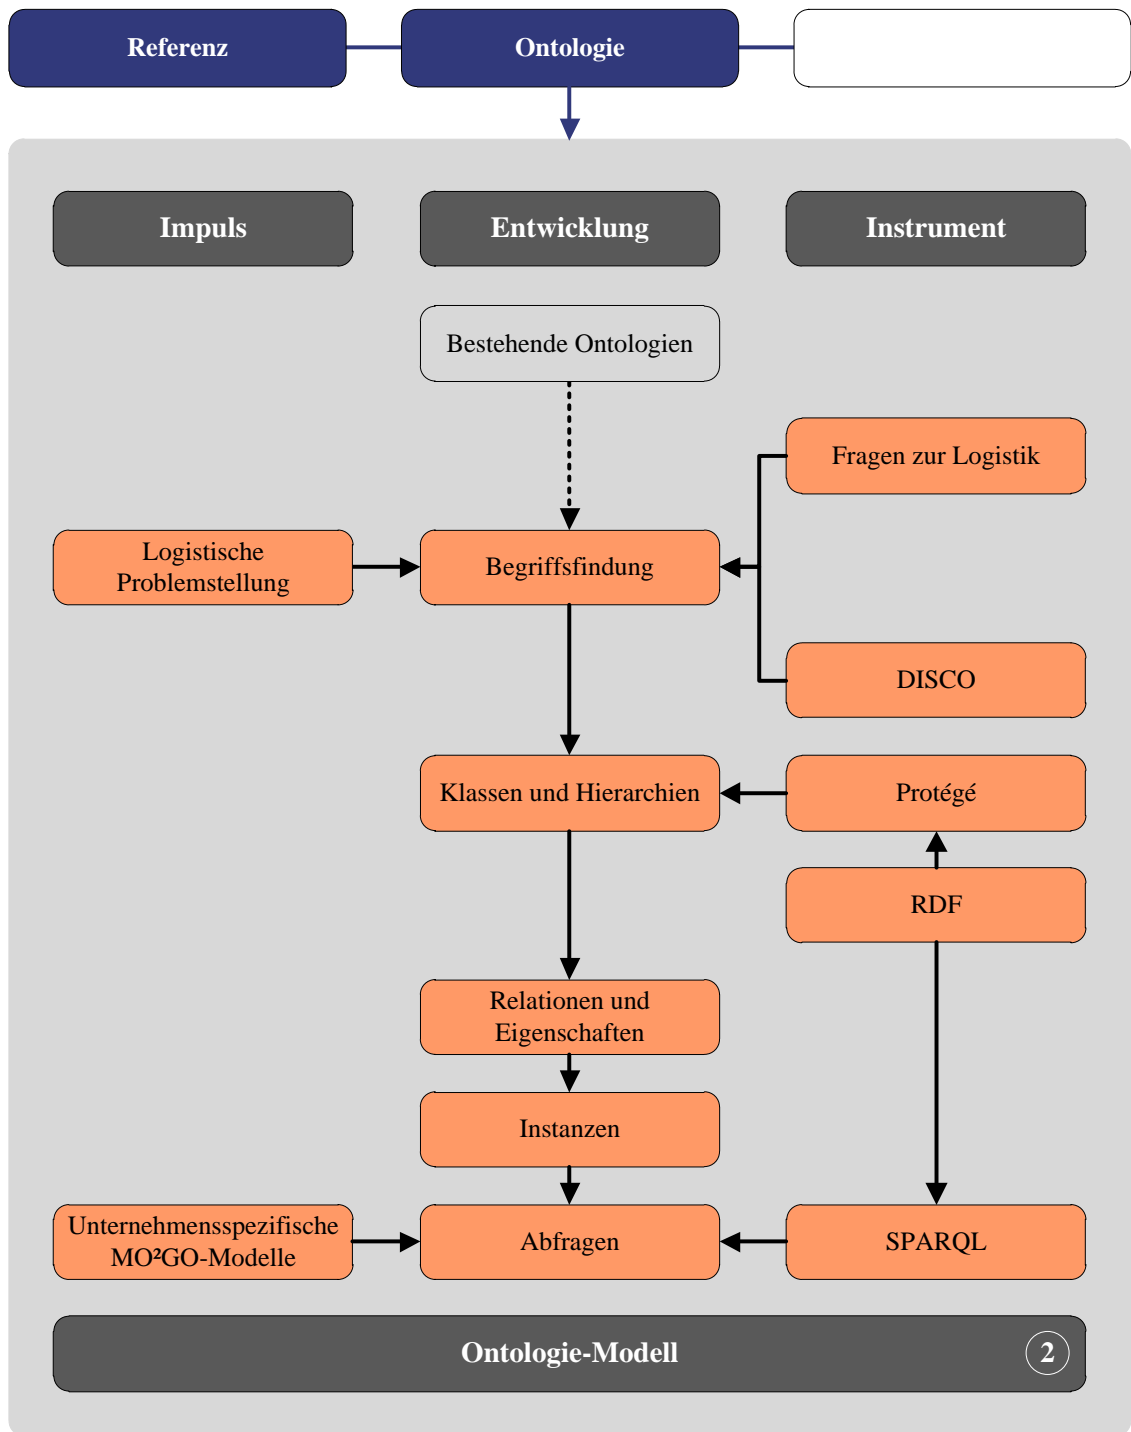 Referenz
Ontologie
Impuls
Entwicklung
Instrument
Bestehende Ontologien
Fragen zur Logistik
Logistische
Problemstellung
Begriffsfindung
DISCO
Klassen und Hierarchien
Protégé
RDF
Relationen und
Eigenschaften
Instanzen
Unternehmensspezifische
MO²GO-Modelle
Abfragen
SPARQL
Ontologie-Modell
2